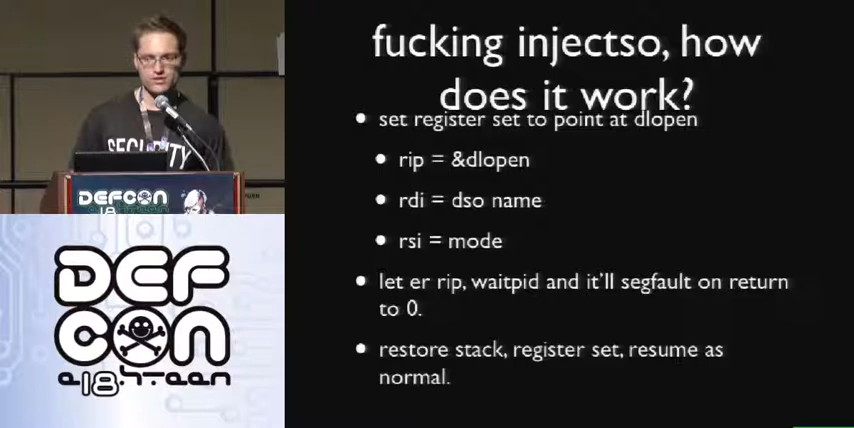 fucking injectso, how
does it work?
• set register set to point at dlopen
• rip = &dlopen
• rdi = dso name
• rsi = mode
• let er rip, waitpid and it'll segfault on return
to 0.
• restore stack, register set, resume as
normal.
SECURITY
DEFCON
DEF
CON
e18hteen